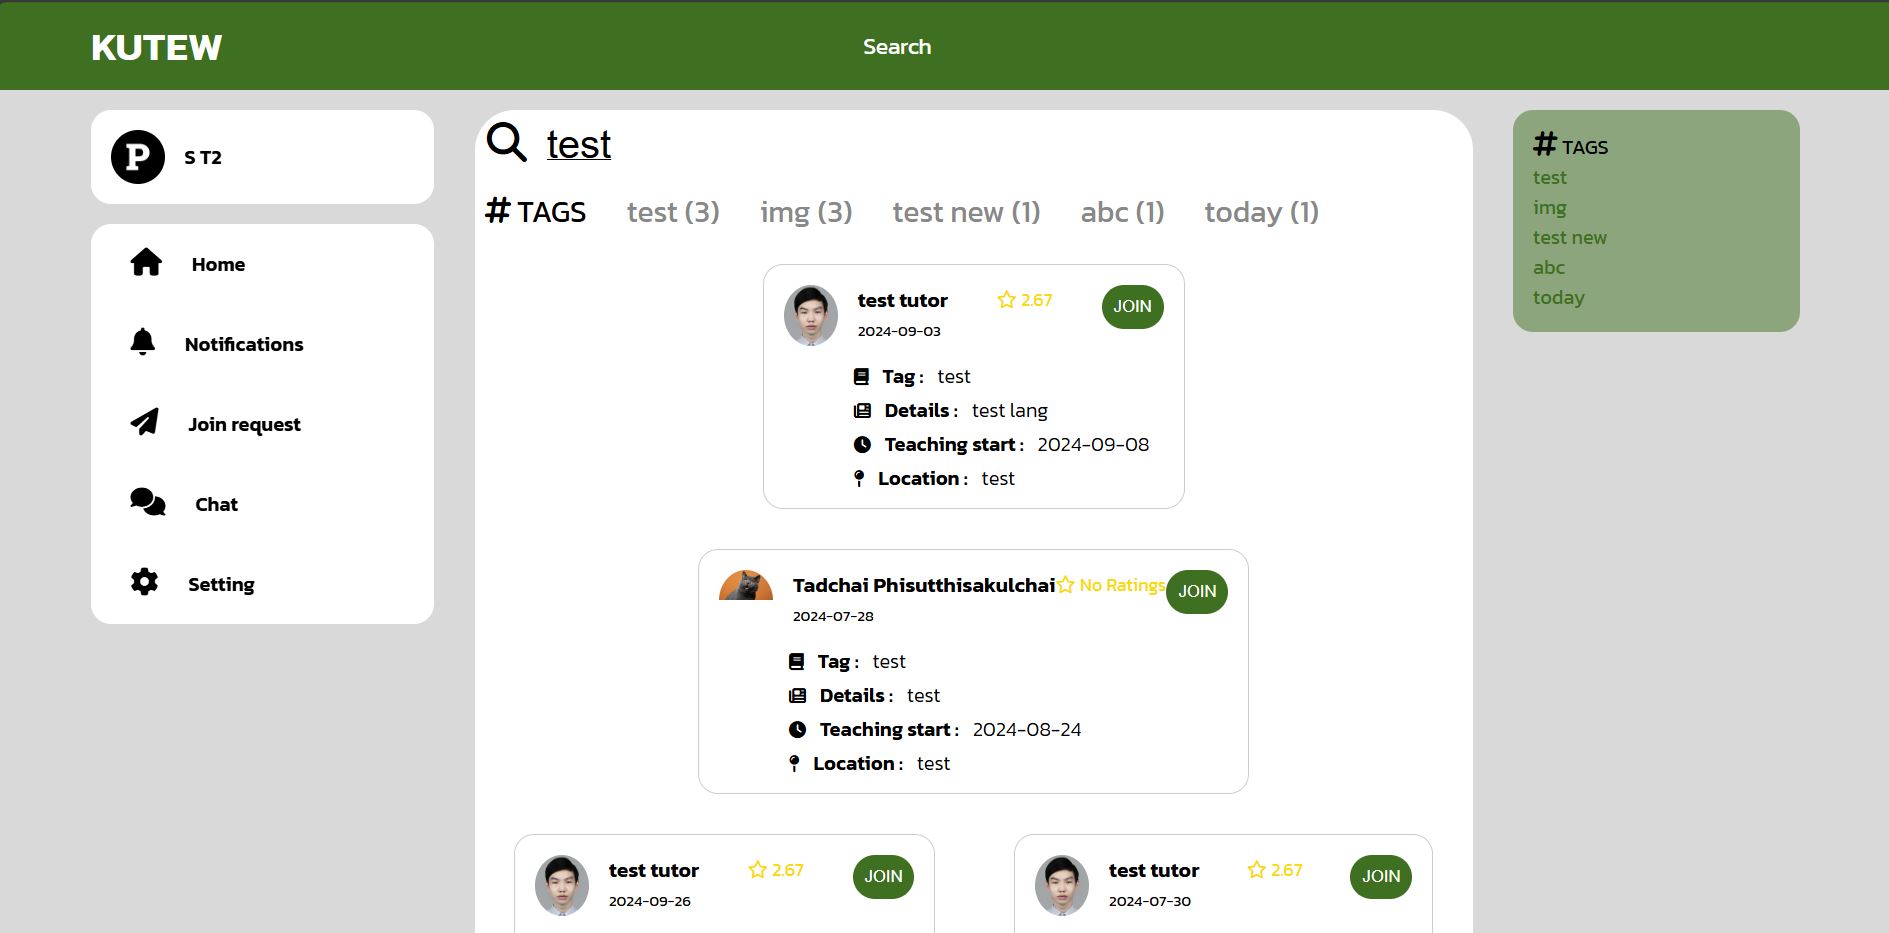 KUTEW
Search
P
S T2
Home
Notifications
Join request
Chat
Setting
test
# TAGS test (3) img (3) test new (1) abc (1) today (1)
test tutor 2.67 JOIN
2024-09-03
Tag : test
Details : test lang
Teaching start : 2024-09-08
Location : test
Tadchai Phisutthisakulchai No Ratings JOIN
2024-07-28
Tag : test
Details : test
Teaching start : 2024-08-24
Location : test
test tutor 2.67 JOIN
2024-09-26
test tutor 2.67 JOIN
2024-07-30
# TAGS
test
img
test new
abc
today